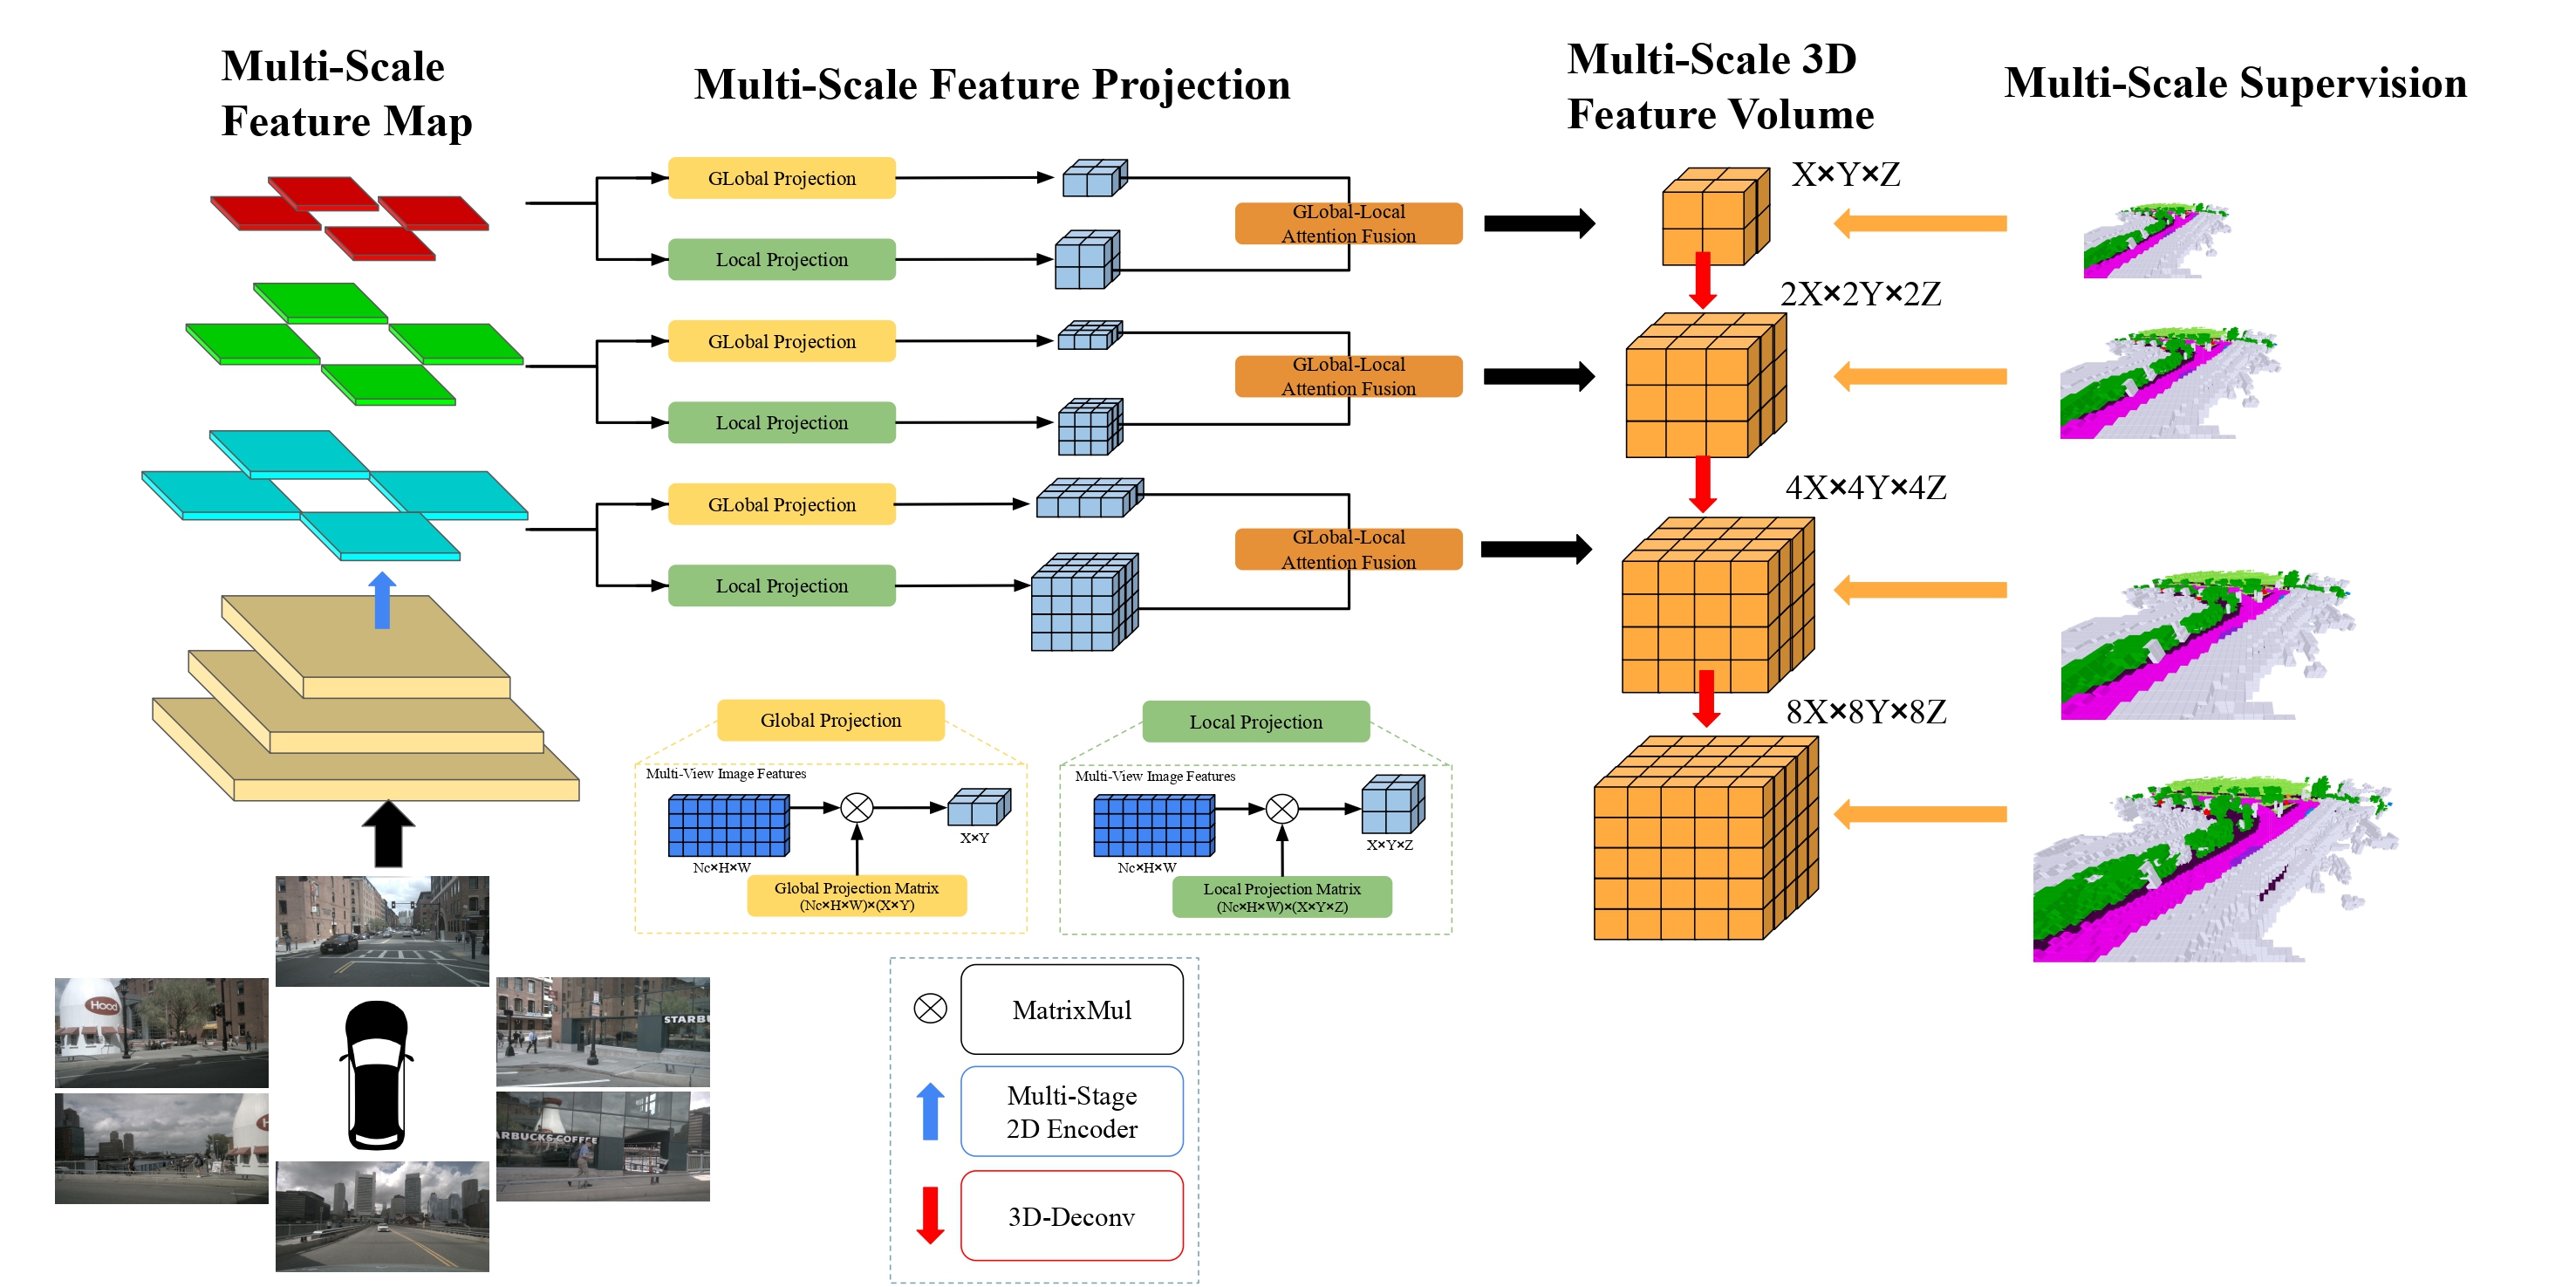 Multi-Scale
Feature Map
Multi-Scale Feature Projection
Multi-Scale 3D
Feature Volume
Multi-Scale Supervision
GLobal Projection
Local Projection
GLobal-Local
Attention Fusion
X×Y×Z
GLobal Projection
Local Projection
GLobal-Local
Attention Fusion
2X×2Y×2Z
GLobal Projection
Local Projection
GLobal-Local
Attention Fusion
4X×4Y×4Z
8X×8Y×8Z
Global Projection
Multi-View Image Features
Nc×H×W
X×Y
Global Projection Matrix
(Nc×H×W)×(X×Y)
Local Projection
Multi-View Image Features
Nc×H×W
X×Y×Z
Local Projection Matrix
(Nc×H×W)×(X×Y×Z)
Hood
STARBU
H
ARBUCKS COFFEE
MatrixMul
Multi-Stage
2D Encoder
3D-Deconv